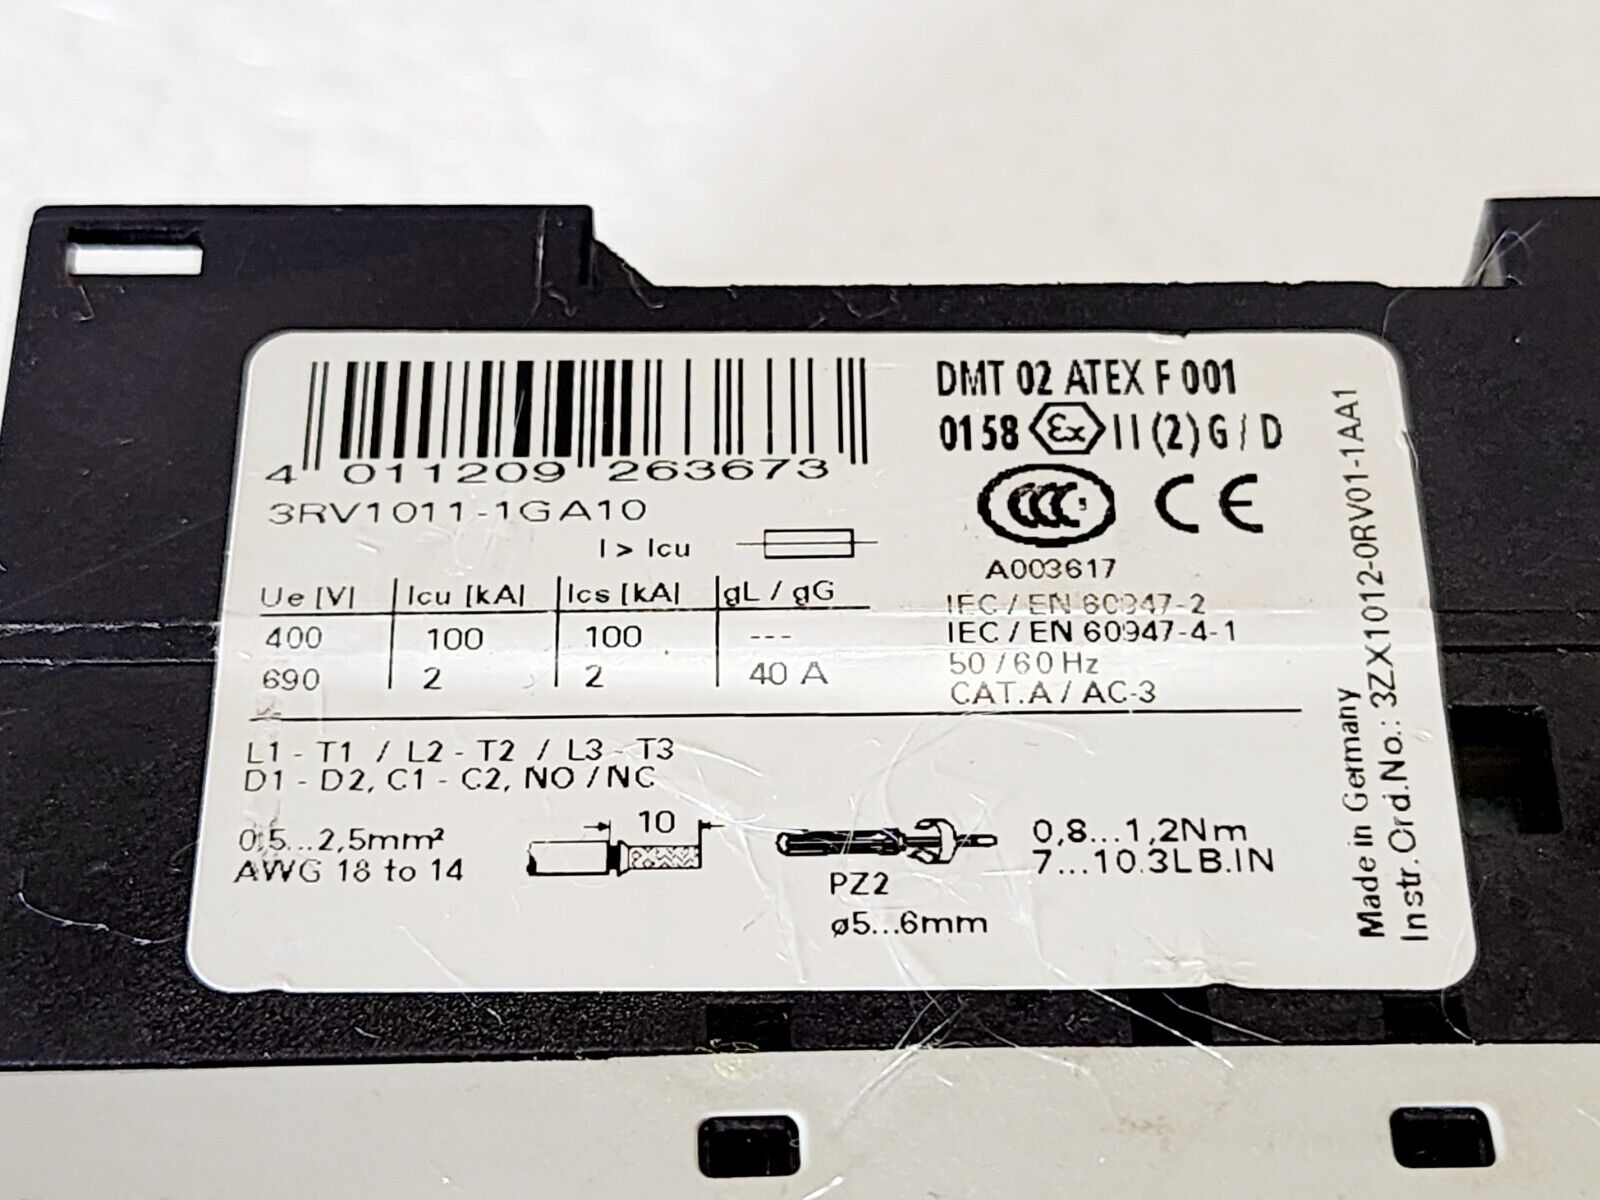 4 011209 263673
3RV1011-1GA10
I > Icu
Ue [V] Icu [kA] Ics [kA] gL / gG
400 100 100 ---
690 2 2 40 A
DMT 02 ATEX F 001
0158 Ex II (2) G / D
CCC S CE
A003617
IEC / EN 60947-2
IEC / EN 60947-4-1
50 / 60 Hz
CAT. A / AC-3
L1 - T1 / L2 - T2 / L3 - T3
D1 - D2, C1 - C2, NO / NC
0,5...2,5mm²
AWG 18 to 14
10
PZ2
ø5...6mm
0,8...1,2Nm
7...10.3LB.IN
Made in Germany
Instr. Ord.No.: 3ZX1012-0RV01-1AA1